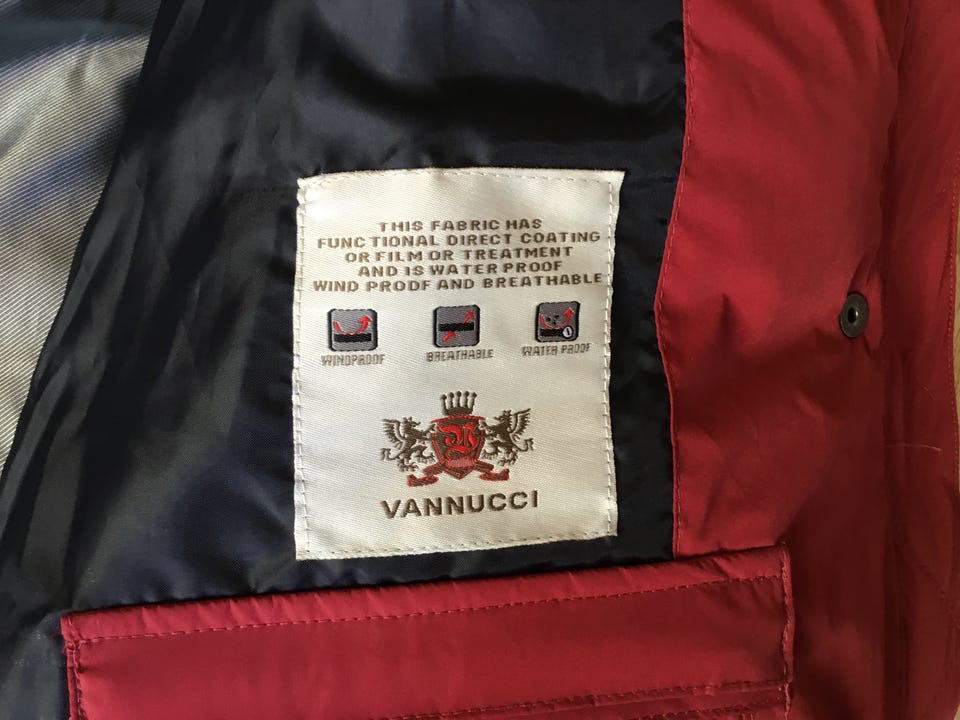 THIS FABRIC HAS
FUNCTIONAL DIRECT COATING
OR FILM OR TREATMENT
AND IS WATER PROOF
WIND PROOF AND BREATHABLE
WINDPROOF BREATHABLE WATER PROOF
VANNUCCI